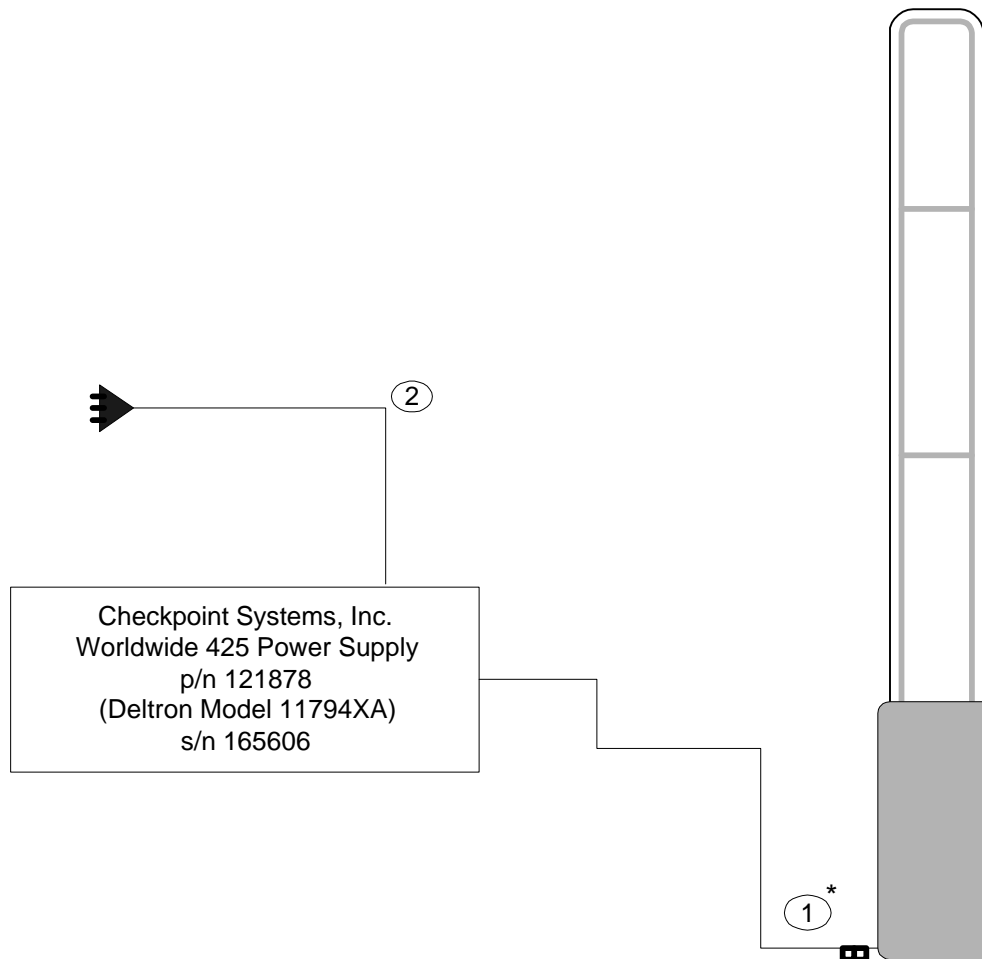 2
Checkpoint Systems, Inc.
Worldwide 425 Power Supply
p/n 121878
(Deltron Model 11794XA)
s/n 165606
1 *